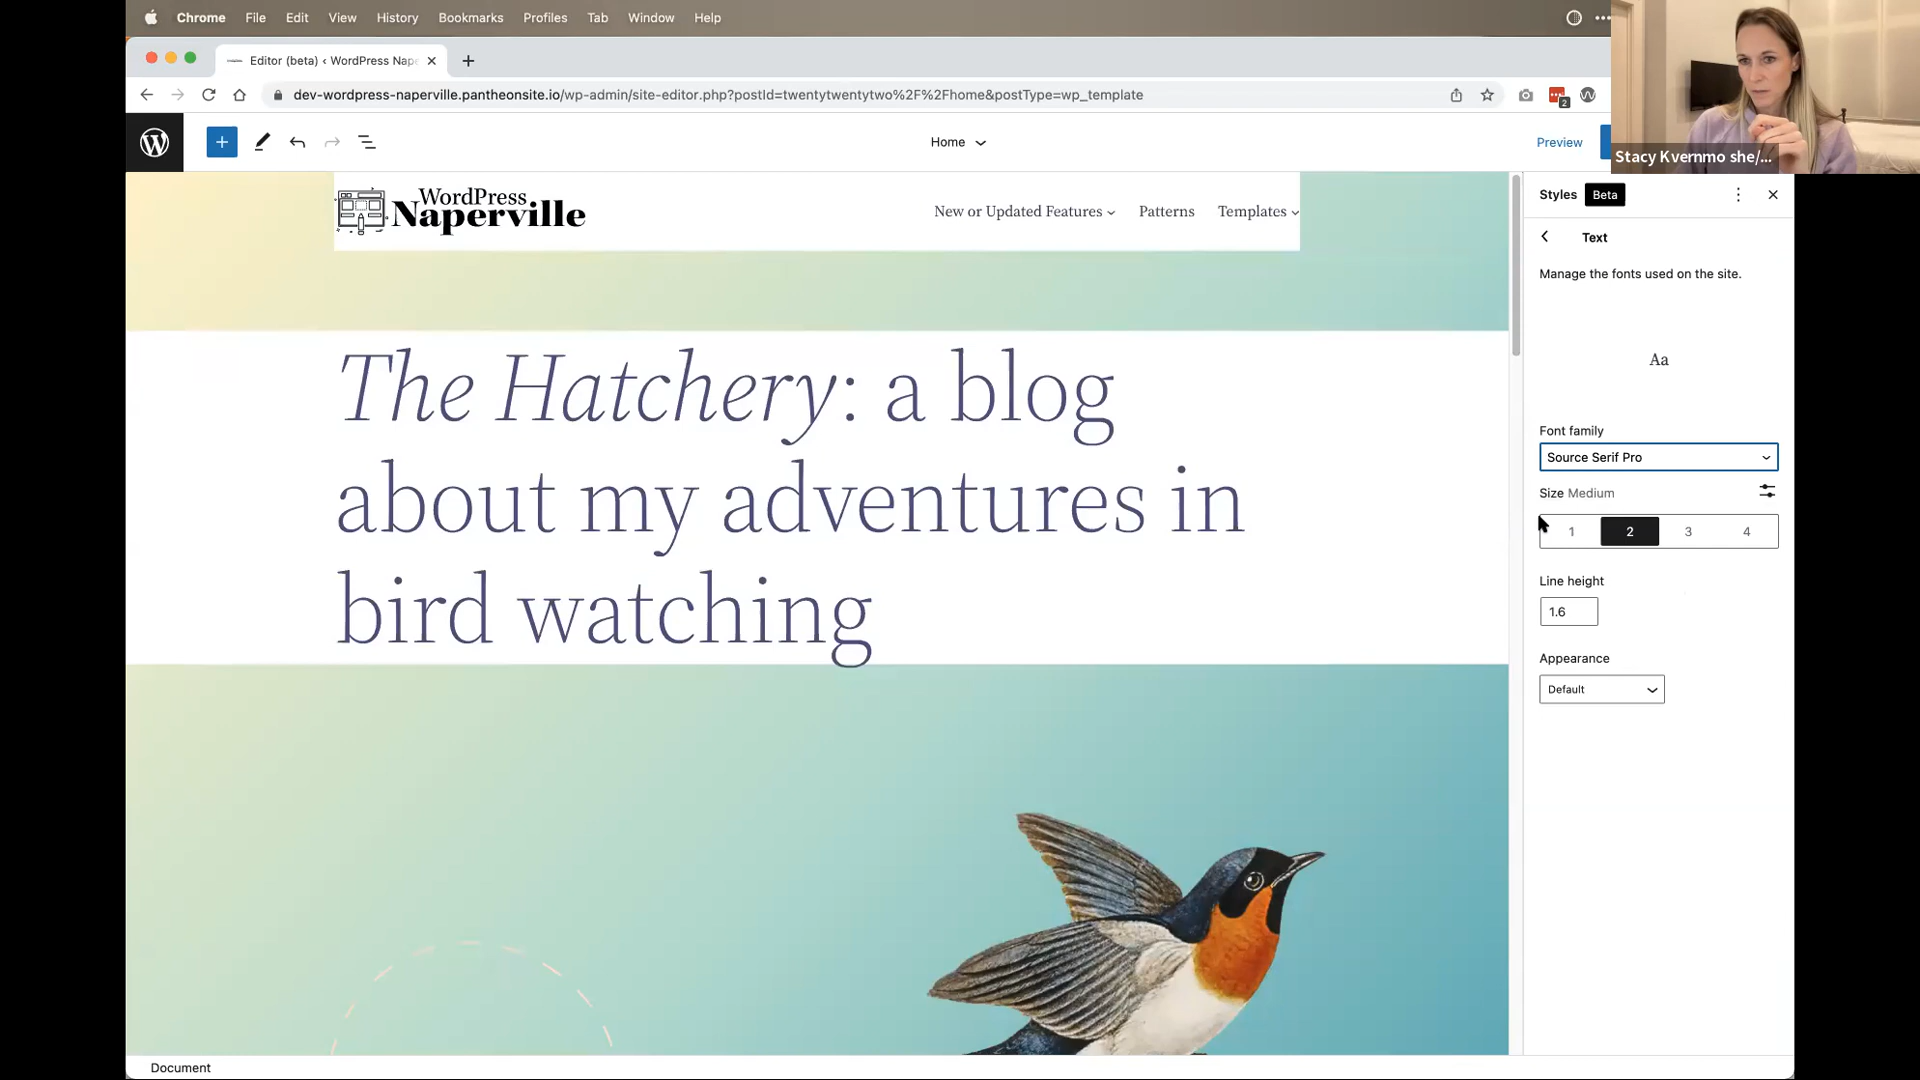 Chrome File Edit View History Bookmarks Profiles Tab Window Help
Editor (beta) ‹ WordPress Nape
dev-wordpress-naperville.pantheonsite.io/wp-admin/site-editor.php?postId=twentytwentytwo%2F%2Fhome&postType=wp_template
2
Home
Preview
Stacy Kvernmo she/...
WordPress
Naperville
New or Updated Features
Patterns
Templates
The Hatchery: a blog
about my adventures in
bird watching
Styles Beta
Text
Manage the fonts used on the site.
Aa
Font family
Source Serif Pro
Size Medium
1 2 3 4
Line height
1.6
Appearance
Default
Document